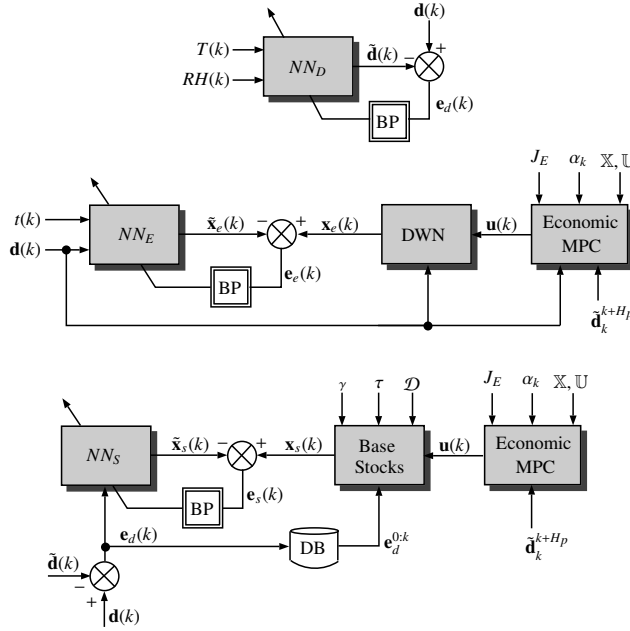 d(k)
T(k)
RH(k)
NN_D
d̃(k)
−
+
e_d(k)
BP
J_E
α_k
𝕏, 𝕌
t(k)
d(k)
NN_E
x̃_e(k)
−
+
x_e(k)
DWN
u(k)
Economic
MPC
BP
e_e(k)
d̃_k^{k+H_p}
γ
τ
𝒟
J_E
α_k
𝕏, 𝕌
NN_S
x̃_s(k)
−
+
x_s(k)
Base
Stocks
u(k)
Economic
MPC
BP
e_s(k)
e_d(k)
DB
e_d^{0:k}
d̃_k^{k+H_p}
d̃(k)
−
+
d(k)